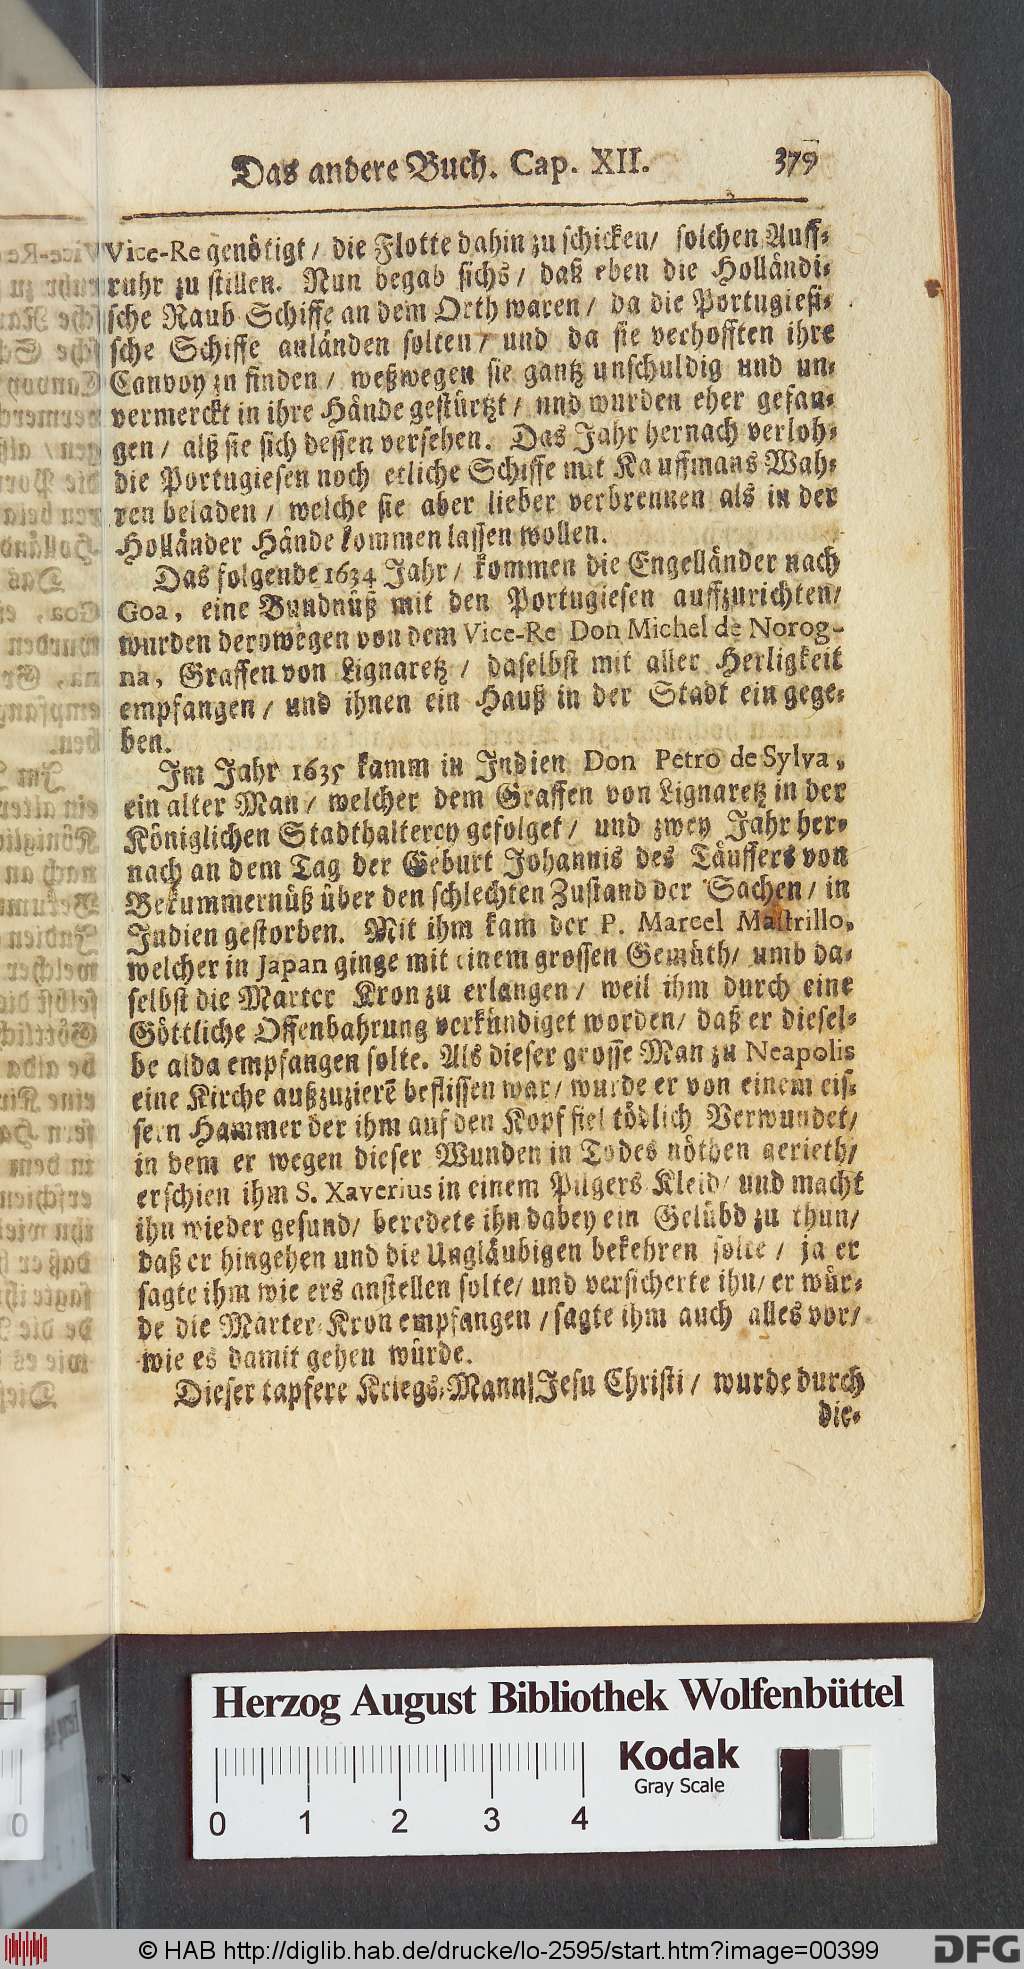 Das andere Buch. Cap. XII. 379
Vice-Re genötigt / die Flotte dahin zu schicken / solchen Auff-
ruhr zu stillen. Nun begab sichs / daß eben die Holländi-
sche Raub-Schiffe an dem Orth waren / da die Portugiesi-
sche Schiffe anländen solten / und da sie verhofften ihre
Canvoy zu finden / weßwegen sie gantz unschuldig und un-
vermerckt in ihre Hände gestürtzt / und wurden eher gefan-
gen / alß sie sich dessen versehen. Das Jahr hernach verloh-
die Portugiesen noch etliche Schiffe mit Kauffmans Wah-
ren beladen / welche sie aber lieber verbrennen als in der
Holländer Hände kommen lassen wollen.
Das folgende 1634 Jahr / kommen die Engelländer nach
Goa, eine Bundnüß mit den Portugiesen auffzurichten /
wurden derowegen von dem Vice-Re Don Michel de Norog-
na, Graffen von Lignaretz / daselbst mit aller Herligkeit
empfangen / und ihnen ein Hauß in der Stadt ein gege-
ben.
Im Jahr 1635 kamm in Indien Don Petro de Sylva,
ein alter Man / welcher dem Graffen von Lignaretz in der
Königlichen Stadthalterey gefolget / und zwey Jahr her-
nach an dem Tag der Geburt Johannis des Täuffers von
Bekummernüß über den schlechten Zustand der Sachen / in
Indien gestorben. Mit ihm kam der P. Marcel Mastrillo,
welcher in Japan ginge mit einem grossen Gemüth / umb da-
selbst die Marter Kron zu erlangen / weil ihm durch eine
Göttliche Offenbahrung verkündiget worden / daß er diesel-
be alda empfangen solte. Als dieser grosse Man zu Neapolis
eine Kirche außzuzierē beflissen war / wurde er von einem eis-
sern Hammer der ihm auf den Kopf fiel tödlich Verwundet /
in dem er wegen dieser Wunden in Todes nöthen gerieth /
erschien ihm S. Xaverius in einem Pilgers Kleid / und macht
ihn wieder gesund / beredete ihn dabey ein Gelübd zu thun /
daß er hingehen und die Ungläubigen bekehren solte / ja er
sagte ihm wie ers anstellen solte / und versicherte ihn / er wür-
de die Marter-Kron empfangen / sagte ihm auch alles vor /
wie es damit gehen würde.
Dieser tapfere Kriegs-Mann Jesu Christi / wurde durch
die-
Herzog August Bibliothek Wolfenbüttel
Kodak
Gray Scale
0 1 2 3 4
© HAB http://diglib.hab.de/drucke/lo-2595/start.htm?image=00399
DFG